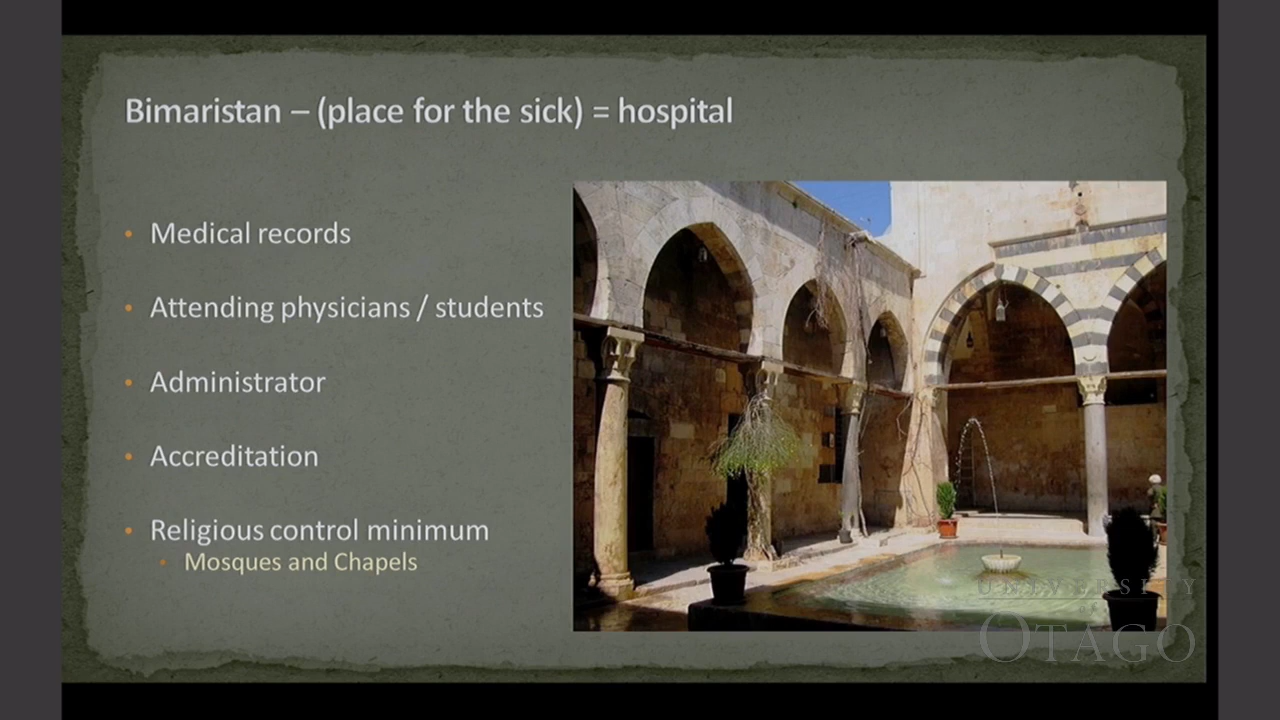 Bimaristan – (place for the sick) = hospital
Medical records
Attending physicians / students
Administrator
Accreditation
Religious control minimum
Mosques and Chapels
UNIVERSITY
OTAGO